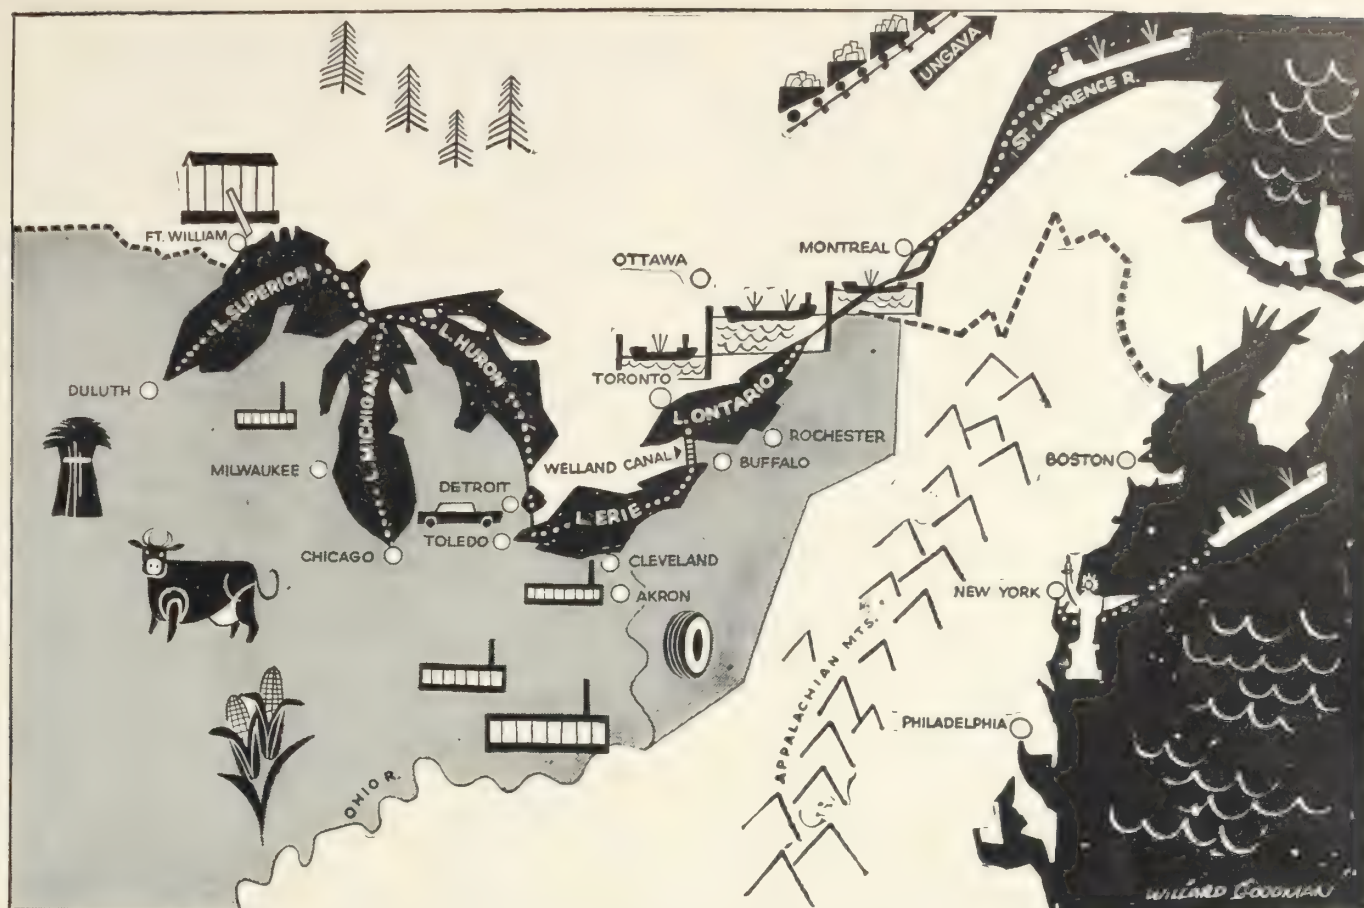 UNGAVA
ST. LAWRENCE R.
FT. WILLIAM
L. SUPERIOR
OTTAWA
MONTREAL
L. HURON
DULUTH
L. MICHIGAN
TORONTO
L. ONTARIO
ROCHESTER
MILWAUKEE
WELLAND CANAL
BUFFALO
BOSTON
DETROIT
L. ERIE
TOLEDO
CHICAGO
CLEVELAND
AKRON
NEW YORK
APPALACHIAN MTS.
PHILADELPHIA
OHIO R.
WILLARD GOODMAN